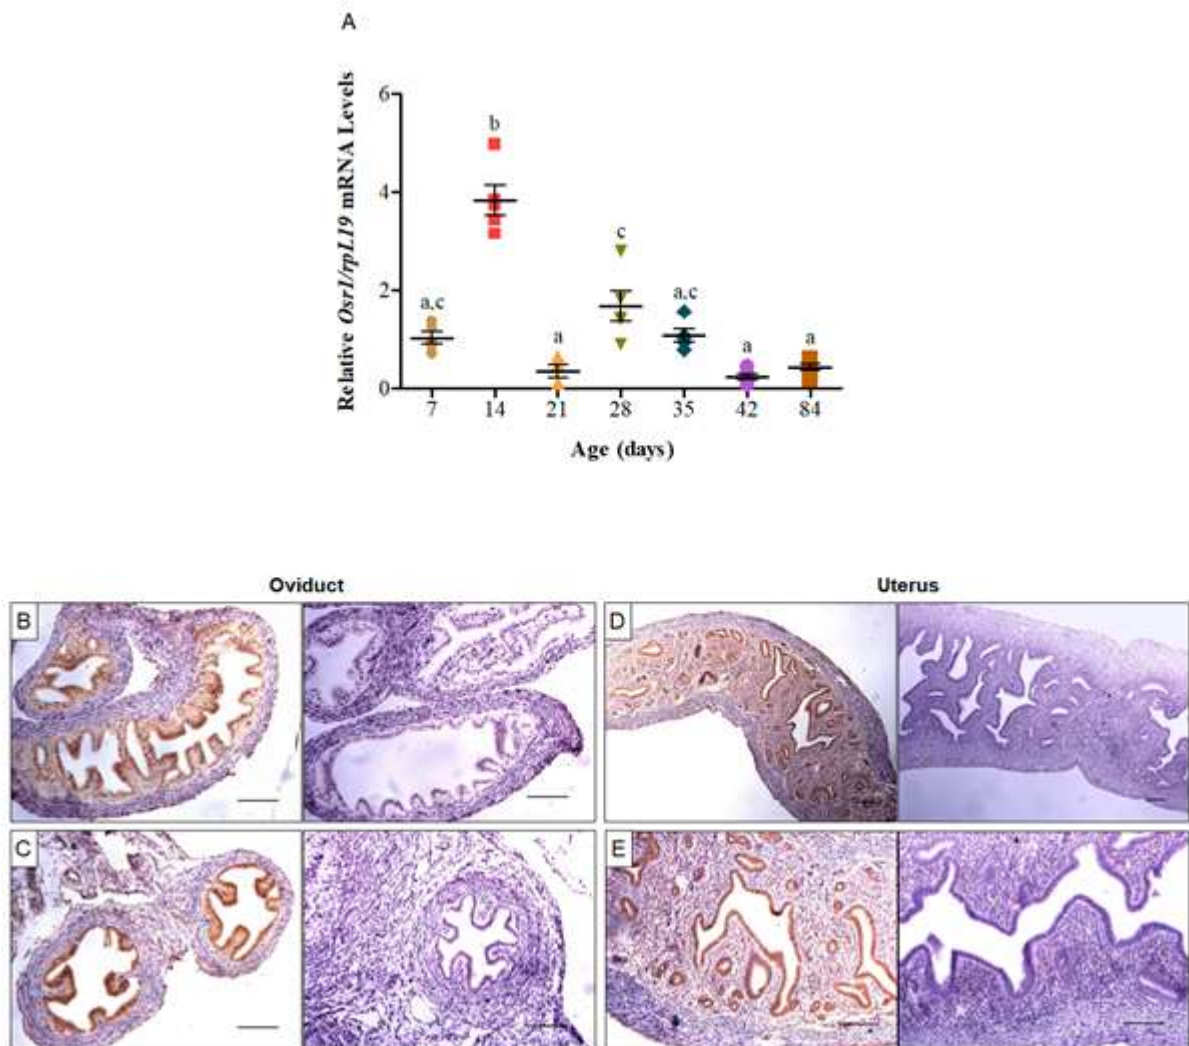 A
Relative Osr1/rpL19 mRNA Levels
6
4
2
0
a,c
b
a
c
a,c
a
a
7 14 21 28 35 42 84
Age (days)
Oviduct Uterus
B D
C E